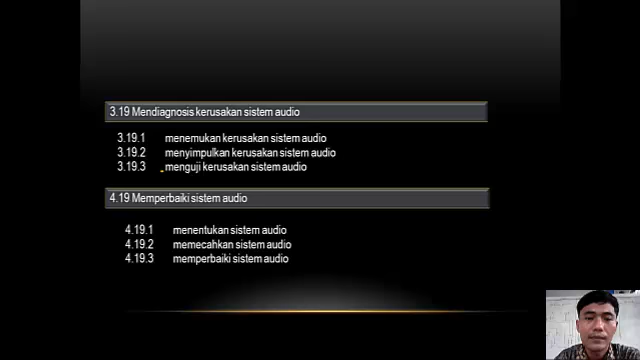 3.19 Mendiagnosis kerusakan sistem audio
3.19.1 menemukan kerusakan sistem audio
3.19.2 menyimpulkan kerusakan sistem audio
3.19.3 menguji kerusakan sistem audio
4.19 Memperbaiki sistem audio
4.19.1 menentukan sistem audio
4.19.2 memecahkan sistem audio
4.19.3 memperbaiki sistem audio